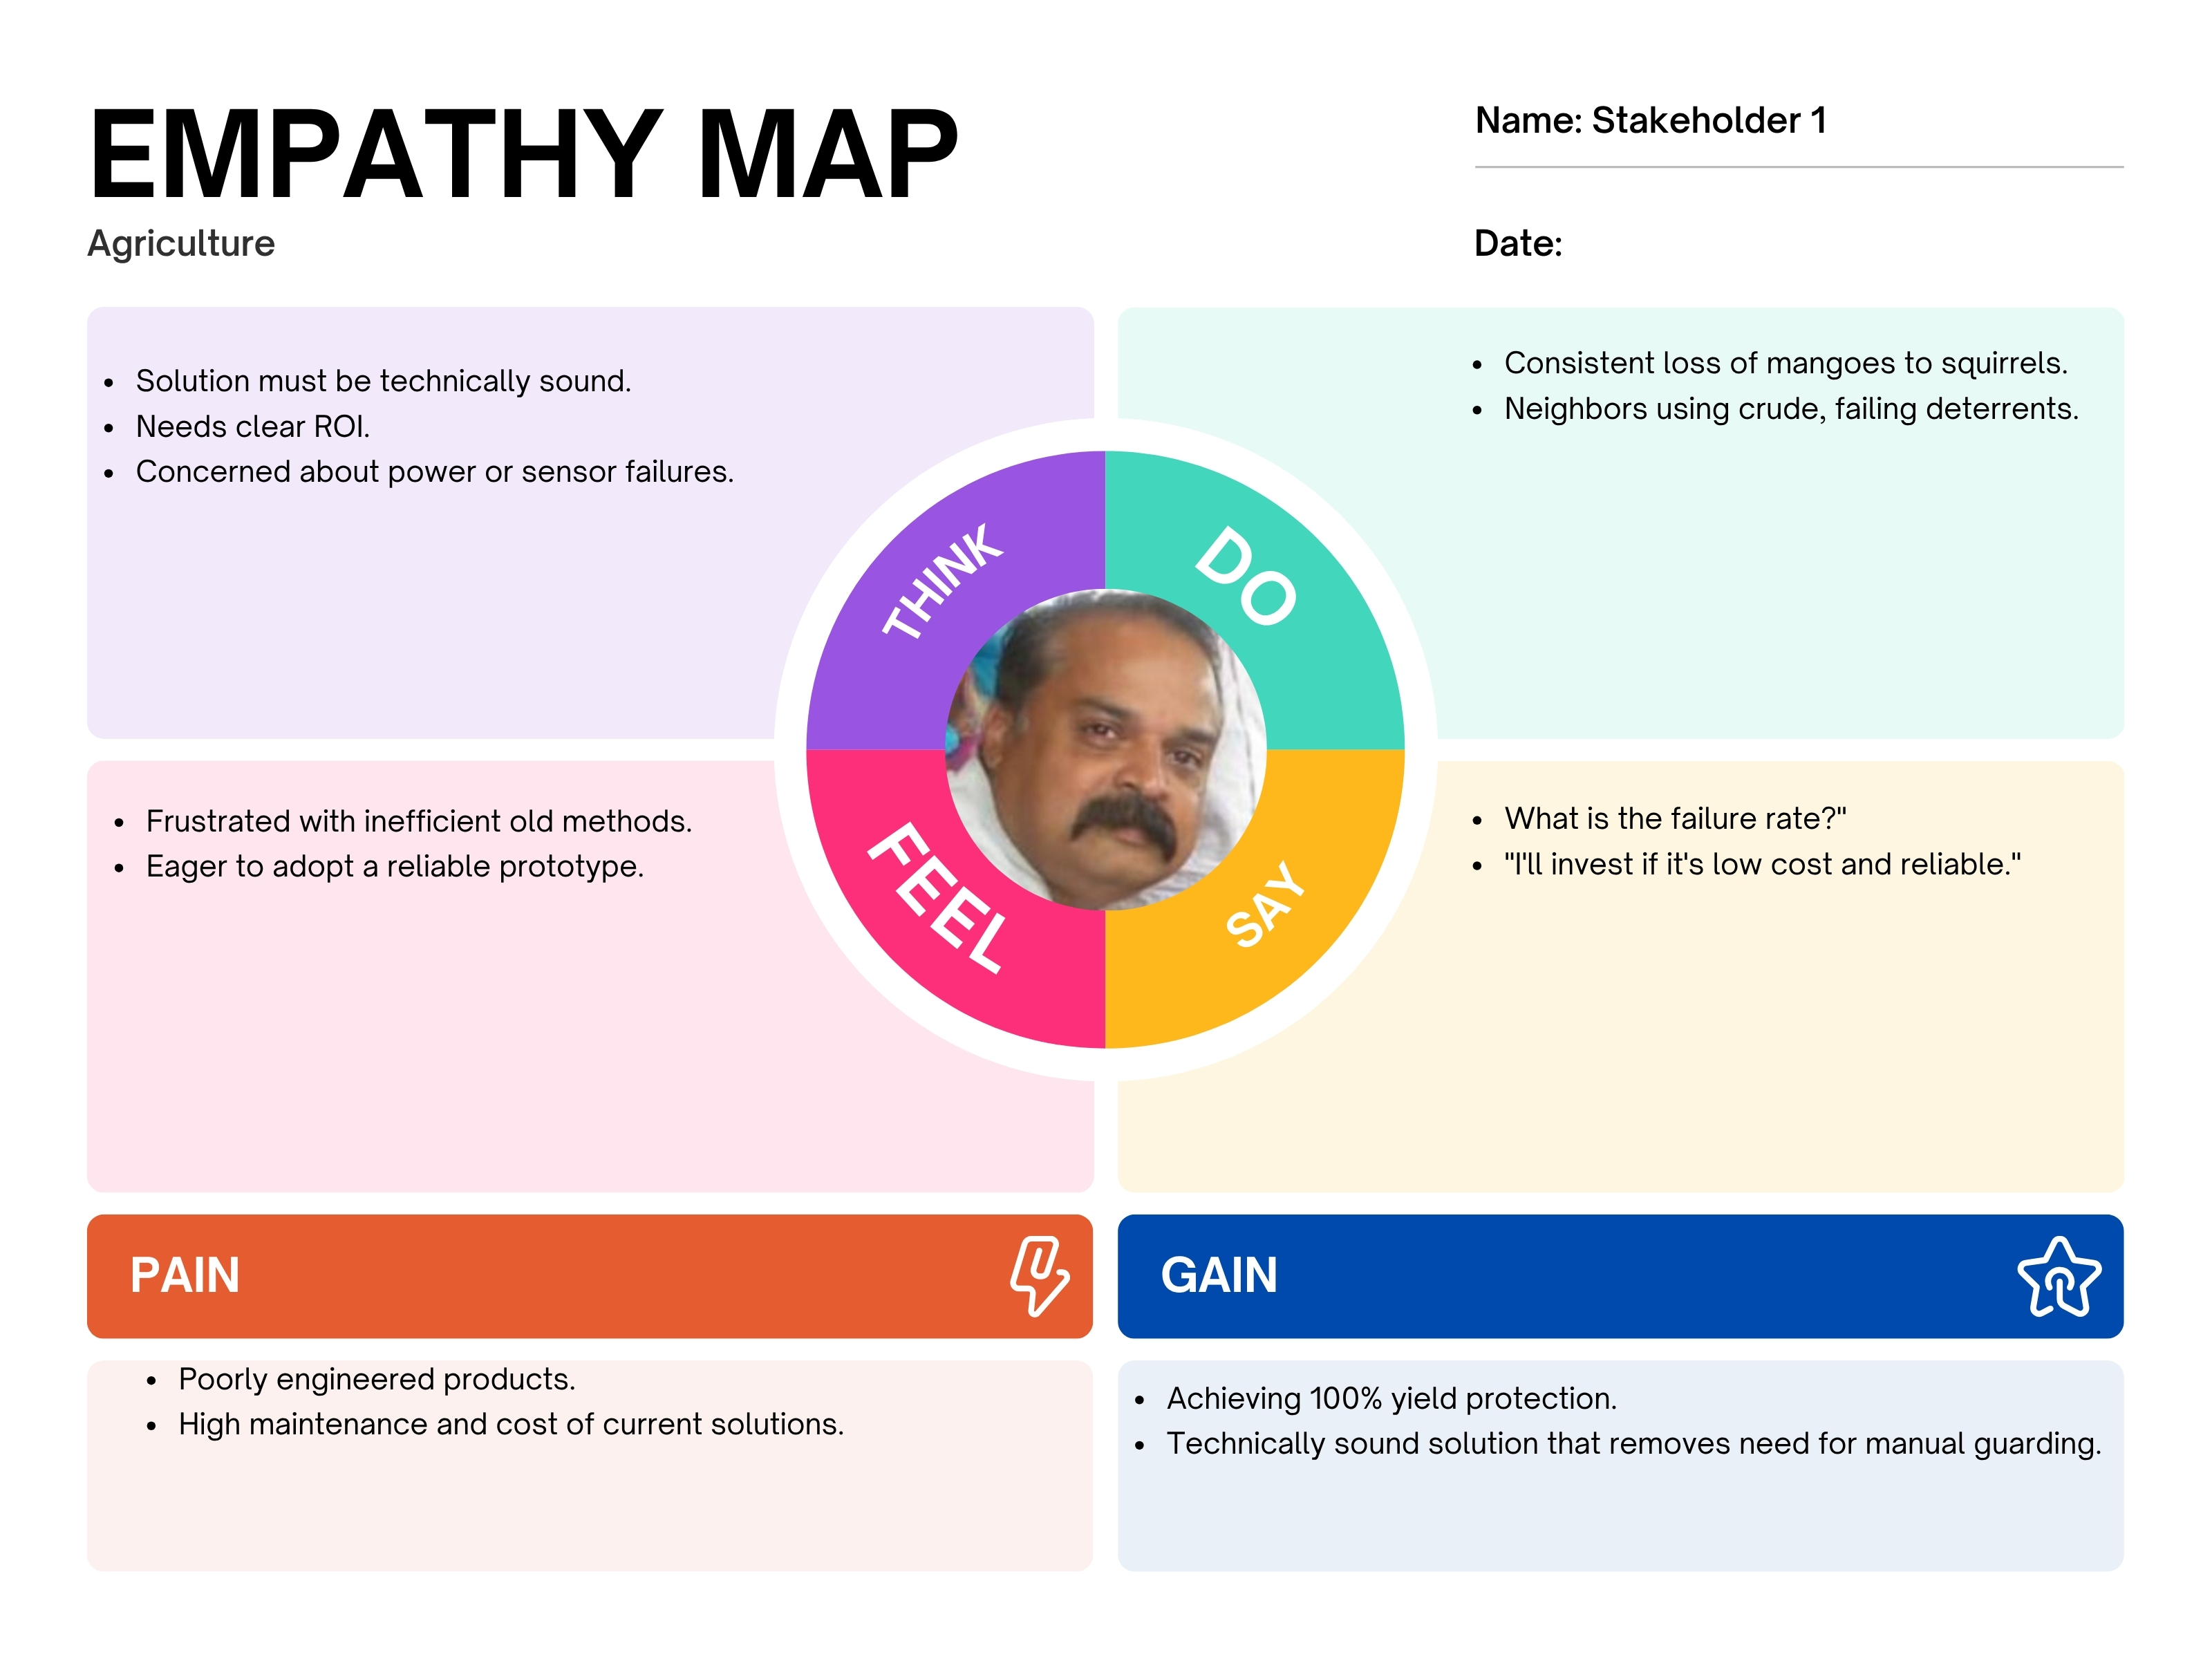 EMPATHY MAP
Agriculture
Name: Stakeholder 1
Date:
• Solution must be technically sound.
• Needs clear ROI.
• Concerned about power or sensor failures.
• Consistent loss of mangoes to squirrels.
• Neighbors using crude, failing deterrents.
THINK
DO
FEEL
SAY
• Frustrated with inefficient old methods.
• Eager to adopt a reliable prototype.
• What is the failure rate?"
• "I'll invest if it's low cost and reliable."
PAIN
• Poorly engineered products.
• High maintenance and cost of current solutions.
GAIN
• Achieving 100% yield protection.
• Technically sound solution that removes need for manual guarding.